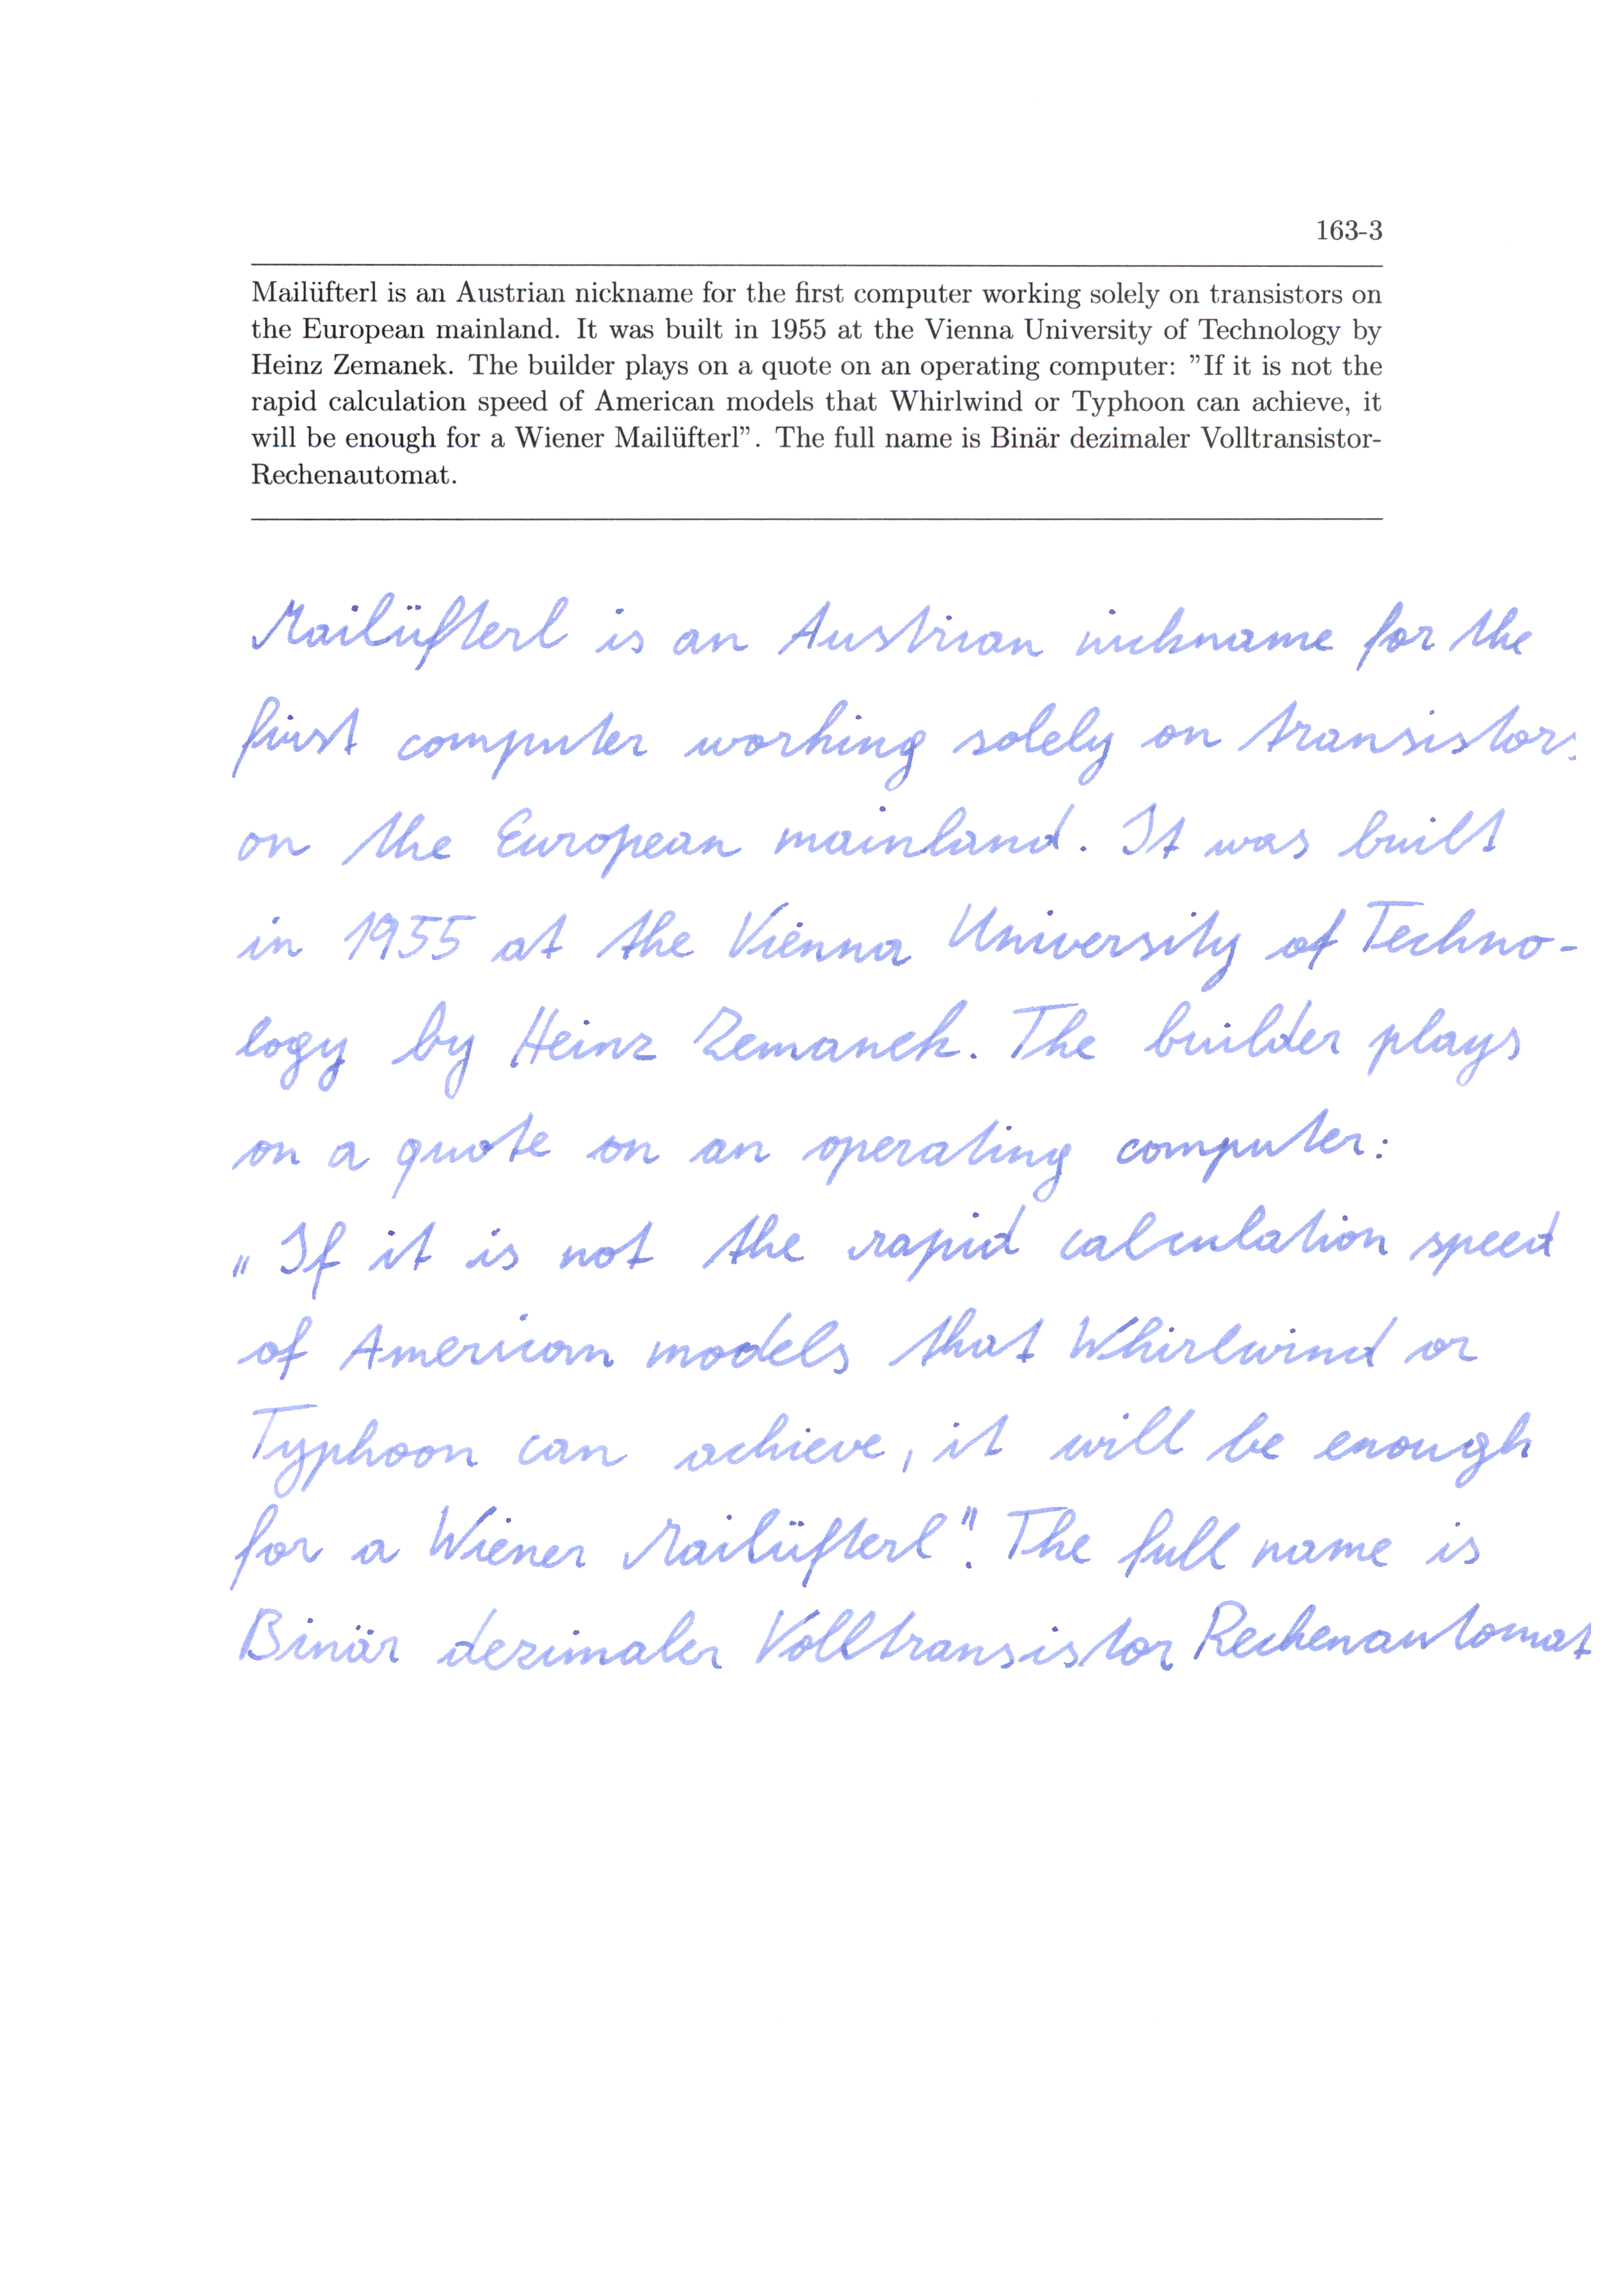 163-3
Mailüfterl is an Austrian nickname for the first computer working solely on transistors on
the European mainland. It was built in 1955 at the Vienna University of Technology by
Heinz Zemanek. The builder plays on a quote on an operating computer: ”If it is not the
rapid calculation speed of American models that Whirlwind or Typhoon can achieve, it
will be enough for a Wiener Mailüfterl”. The full name is Binär dezimaler Volltransistor-
Rechenautomat.
Mailüfterl is an Austrian nickname for the
first computer working solely on transistors
on the European mainland. It was built
in 1955 at the Vienna University of Techno-
logy by Heinz Zemanek. The builder plays
on a quote on an operating computer:
„If it is not the rapid calculation speed
of American models that Whirlwind or
Typhoon can achieve, it will be enough
for a Wiener Mailüfterl". The full name is
Binär dezimaler Volltransistor Rechenautomat